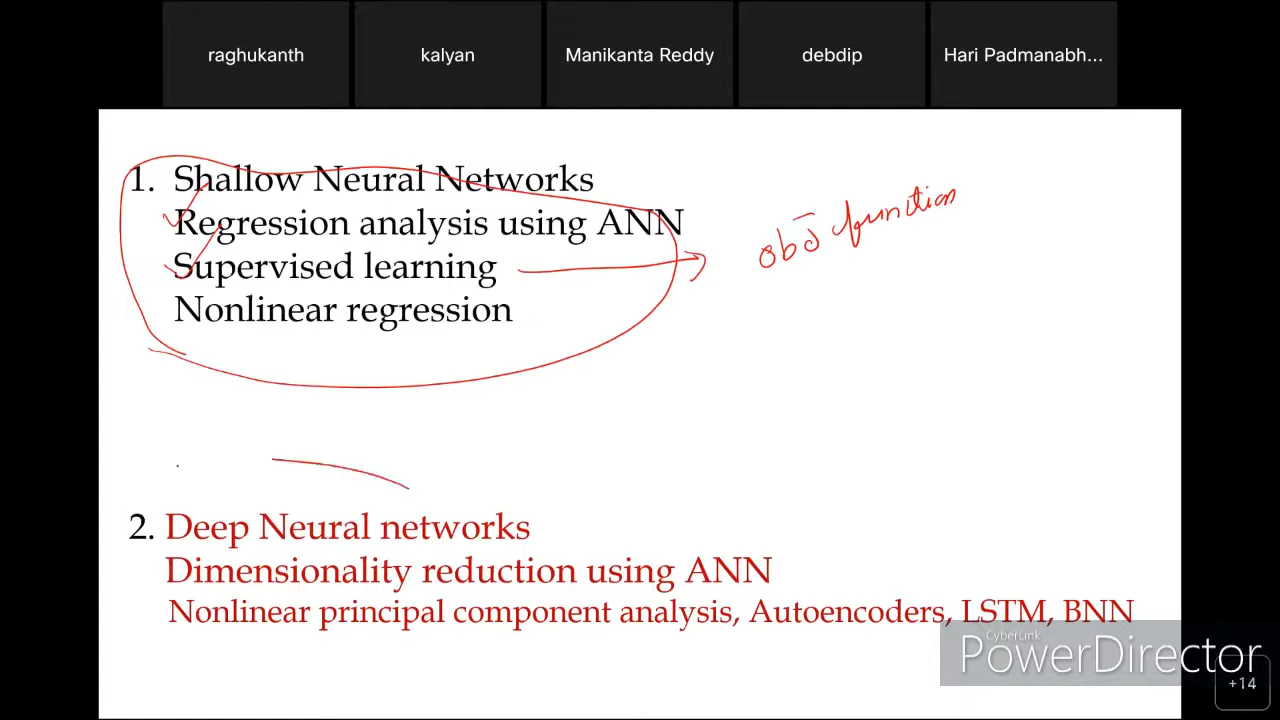 raghukanth
kalyan
Manikanta Reddy
debdip
Hari Padmanabh...
1. Shallow Neural Networks
Regression analysis using ANN
Supervised learning
Nonlinear regression
obj function
2. Deep Neural networks
Dimensionality reduction using ANN
Nonlinear principal component analysis, Autoencoders, LSTM, BNN
CyberLink
PowerDirector
+14